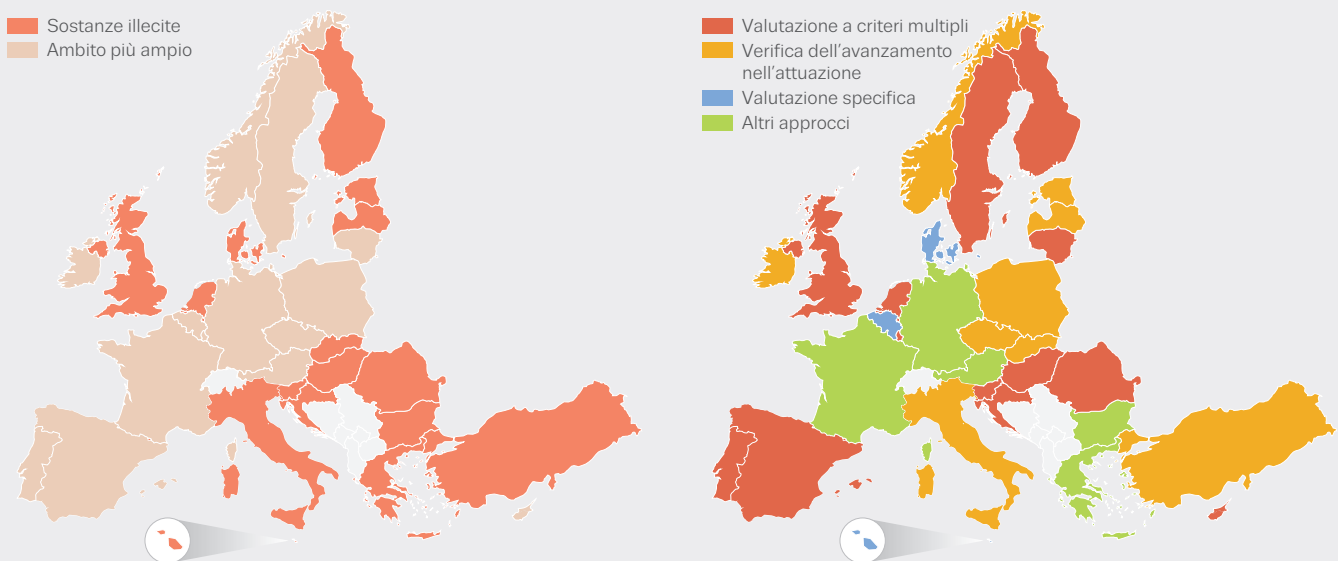 Sostanze illecite
Ambito più ampio
Valutazione a criteri multipli
Verifica dell’avanzamento
nell’attuazione
Valutazione specifica
Altri approcci